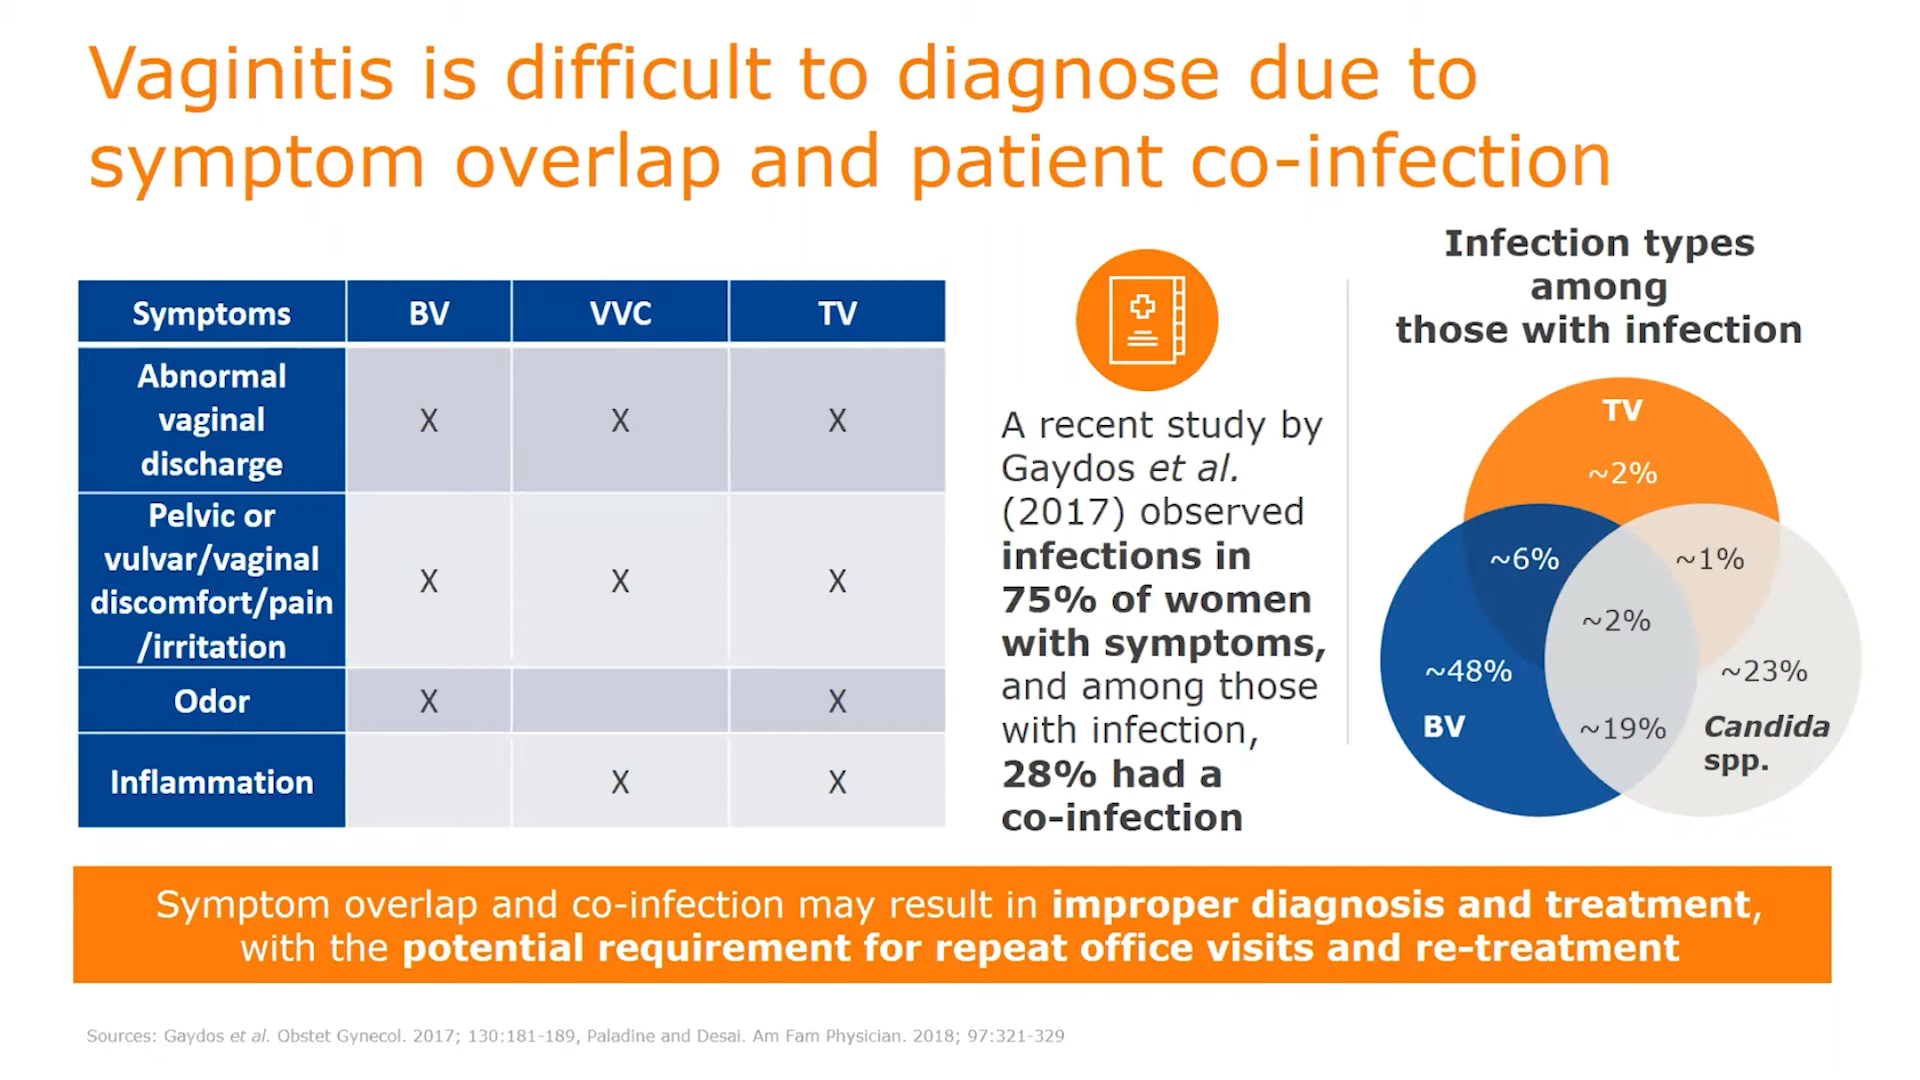 Vaginitis is difficult to diagnose due to
symptom overlap and patient co-infection
Symptoms BV VVC TV
Abnormal
vaginal
discharge
X X X
Pelvic or
vulvar/vaginal
discomfort/pain
/irritation
X X X
Odor X X
Inflammation X X
A recent study by
Gaydos et al.
(2017) observed
infections in
75% of women
with symptoms,
and among those
with infection,
28% had a
co-infection
Infection types
among
those with infection
TV
~2%
~6%
~1%
~2%
~48%
~23%
BV
~19%
Candida
spp.
Symptom overlap and co-infection may result in improper diagnosis and treatment,
with the potential requirement for repeat office visits and re-treatment
Sources: Gaydos et al. Obstet Gynecol. 2017; 130:181-189, Paladine and Desai. Am Fam Physician. 2018; 97:321-329